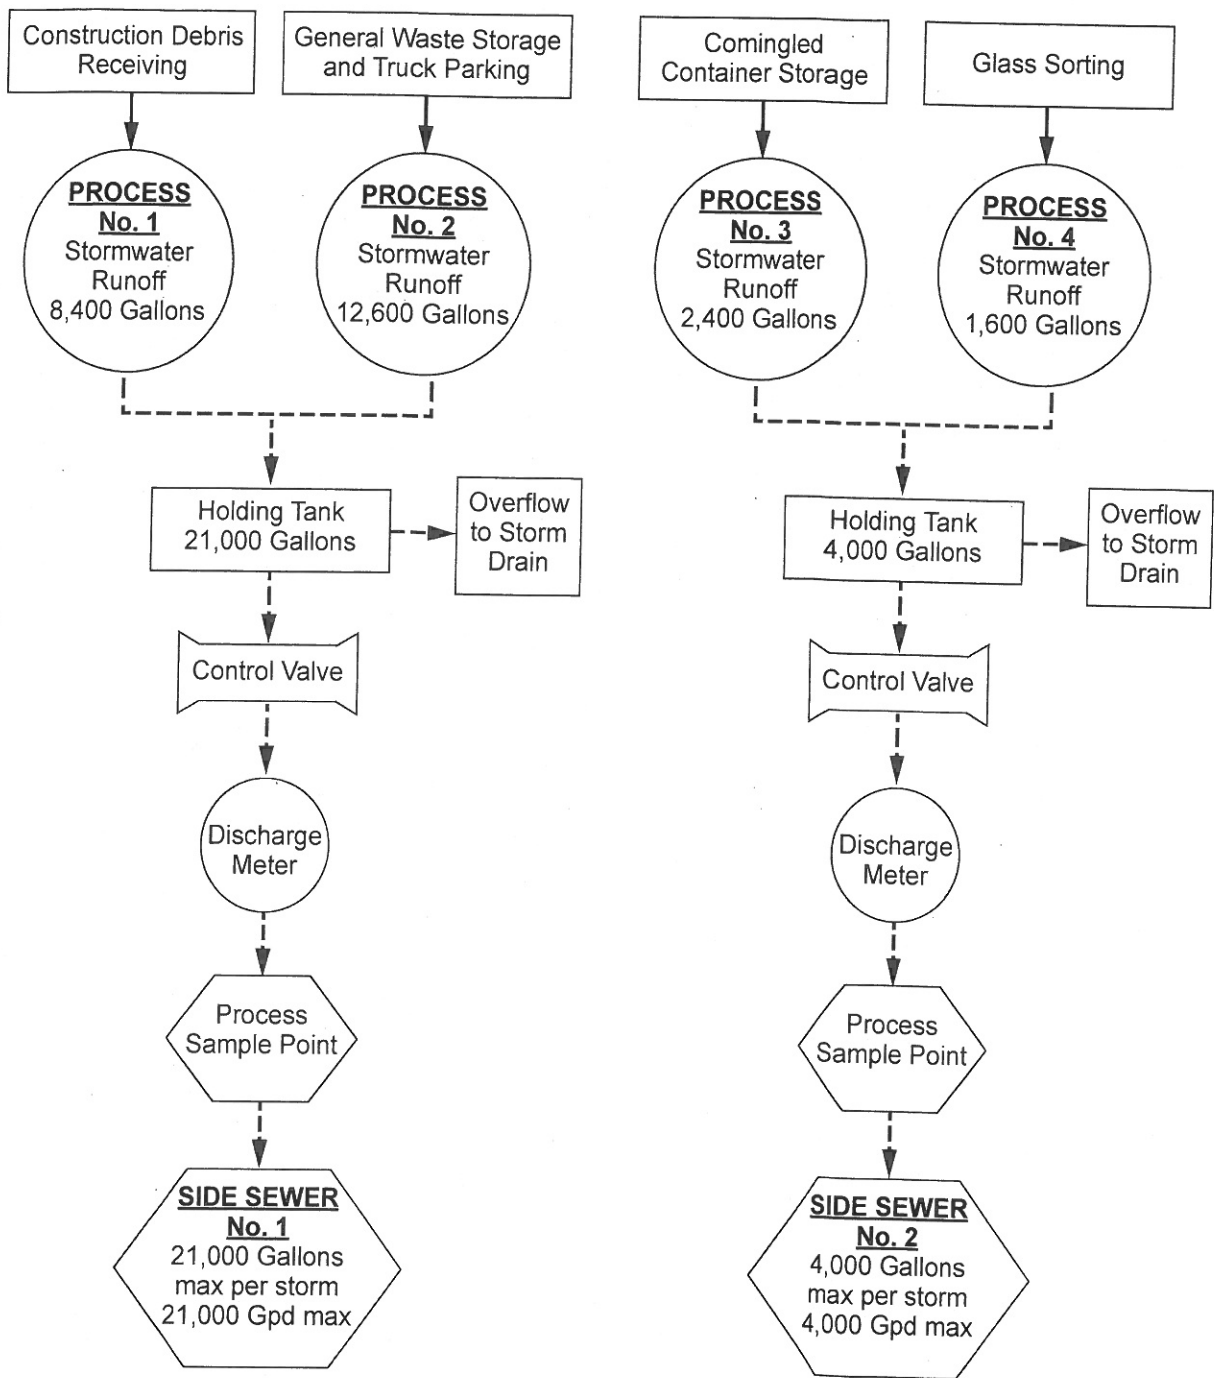 Construction Debris
Receiving
General Waste Storage
and Truck Parking
Comingled
Container Storage
Glass Sorting
PROCESS
No. 1
Stormwater
Runoff
8,400 Gallons
PROCESS
No. 2
Stormwater
Runoff
12,600 Gallons
PROCESS
No. 3
Stormwater
Runoff
2,400 Gallons
PROCESS
No. 4
Stormwater
Runoff
1,600 Gallons
Holding Tank
21,000 Gallons
Overflow
to Storm
Drain
Holding Tank
4,000 Gallons
Overflow
to Storm
Drain
Control Valve
Control Valve
Discharge
Meter
Discharge
Meter
Process
Sample Point
Process
Sample Point
SIDE SEWER
No. 1
21,000 Gallons
max per storm
21,000 Gpd max
SIDE SEWER
No. 2
4,000 Gallons
max per storm
4,000 Gpd max